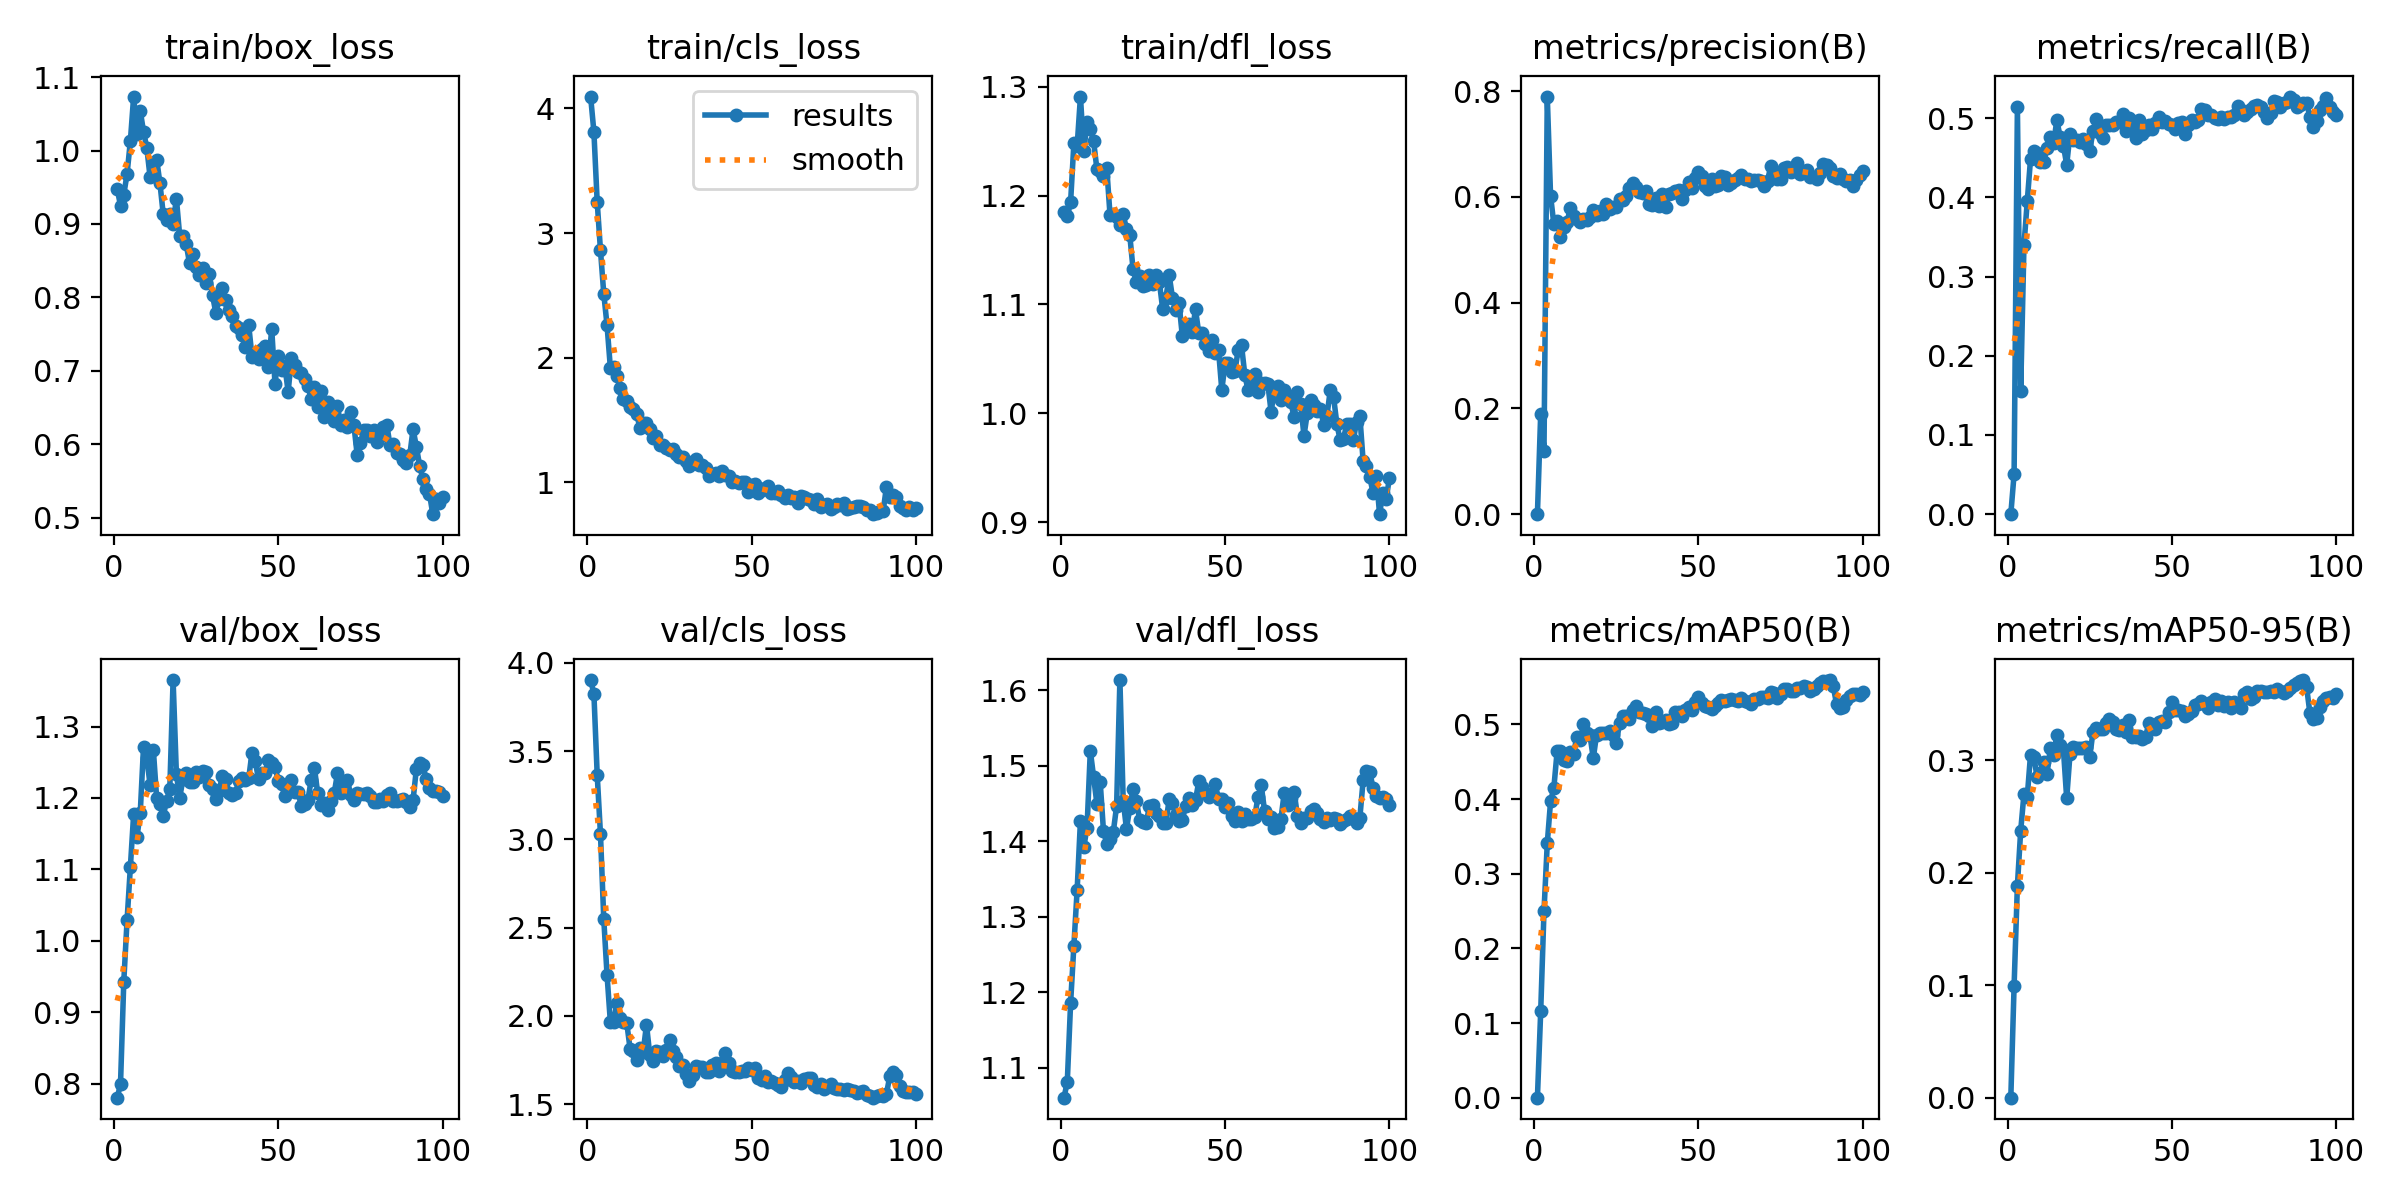 train/box_loss
1.1
1.0
0.9
0.8
0.7
0.6
0.5
0 50 100
train/cls_loss
results
smooth
4
3
2
1
0 50 100
train/dfl_loss
1.3
1.2
1.1
1.0
0.9
0 50 100
metrics/precision(B)
0.8
0.6
0.4
0.2
0.0
0 50 100
metrics/recall(B)
0.5
0.4
0.3
0.2
0.1
0.0
0 50 100
val/box_loss
1.3
1.2
1.1
1.0
0.9
0.8
0 50 100
val/cls_loss
4.0
3.5
3.0
2.5
2.0
1.5
0 50 100
val/dfl_loss
1.6
1.5
1.4
1.3
1.2
1.1
0 50 100
metrics/mAP50(B)
0.5
0.4
0.3
0.2
0.1
0.0
0 50 100
metrics/mAP50-95(B)
0.3
0.2
0.1
0.0
0 50 100